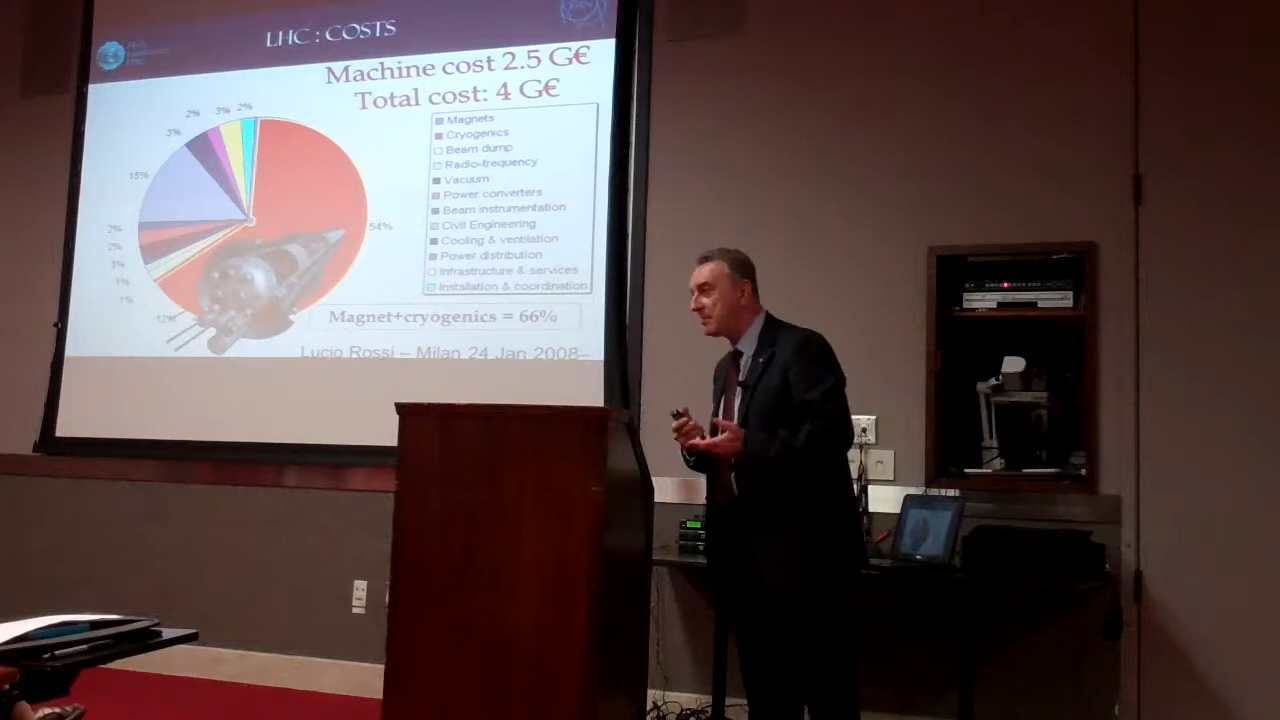 LHC : COSTS
Machine cost 2.5 G€
Total cost: 4 G€
2%
3%
2%
3%
15%
2%
2%
3%
1%
1%
12%
54%
Magnets
Cryogenics
Beam dump
Radio-frequency
Vacuum
Power converters
Beam instrumentation
Civil Engineering
Cooling & ventilation
Power distribution
Infrastructure & services
Installation & coordination
Magnet+cryogenics = 66%
Lucio Rossi – Milan 24 Jan 2008–